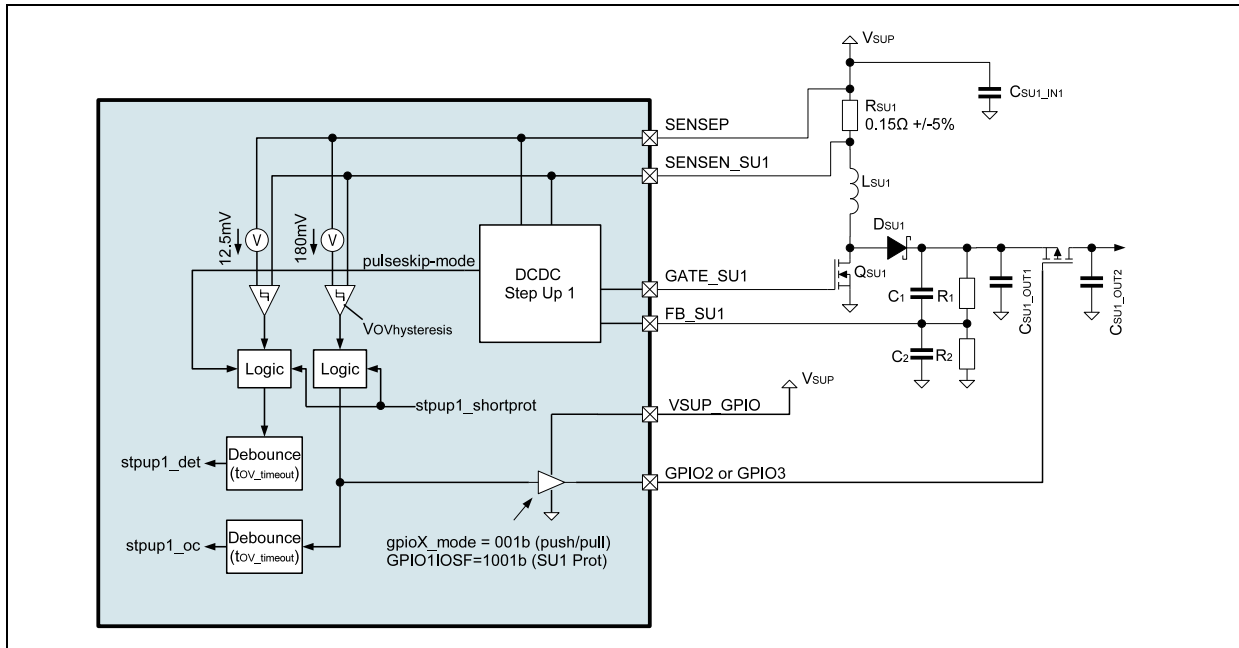 VSUP
CSU1_IN1
RSU1
0.15Ω +/-5%
SENSEP
SENSEN_SU1
LSU1
DSU1
12.5mV
V
180mV
V
pulseskip-mode
DCDC
Step Up 1
GATE_SU1
QSU1
FB_SU1
C1
R1
CSU1_OUT1
CSU1_OUT2
VOVhysteresis
C2
R2
Logic
Logic
VSUP
stpup1_shortprot
VSUP_GPIO
Debounce
(tOV_timeout)
stpup1_det
GPIO2 or GPIO3
Debounce
(tOV_timeout)
stpup1_oc
gpioX_mode = 001b (push/pull)
GPIO1IOSF=1001b (SU1 Prot)